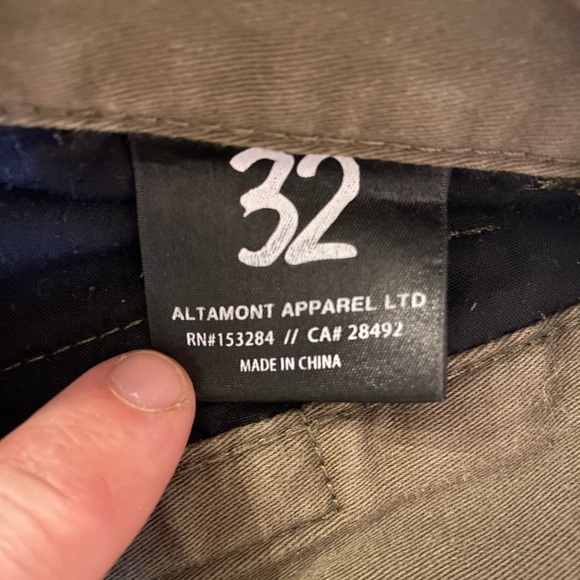 32
ALTAMONT APPAREL LTD
RN#153284 // CA# 28492
MADE IN CHINA